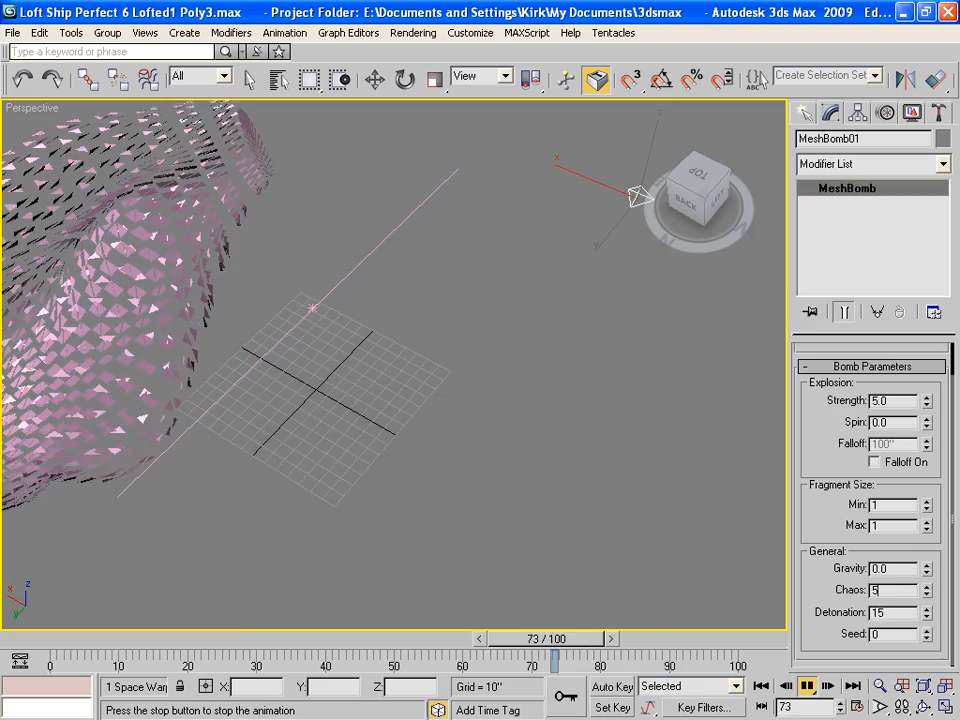 Loft Ship Perfect 6 Lofted1 Poly3.max - Project Folder: E:\Documents and Settings\Kirk\My Documents\3dsmax - Autodesk 3ds Max 2009 Ed...
File Edit Tools Group Views Create Modifiers Animation Graph Editors Rendering Customize MAXScript Help Tentacles
Type a keyword or phrase
All View 3 ABC Create Selection Set
Perspective
z
x
TOP
BACK
LEFT
y
MeshBomb01
Modifier List
MeshBomb
- Bomb Parameters
Explosion:
Strength: 5.0
Spin: 0.0
Falloff: 100"
Falloff On
Fragment Size:
Min: 1
Max: 1
General:
Gravity: 0.0
Chaos: 5
Detonation: 15
Seed: 0
z
x
y
< 73 / 100 >
0 10 20 30 40 50 60 70 80 90 100
1 Space Warp X: Y: Z: Grid = 10" Auto Key Selected
Press the stop button to stop the animation Add Time Tag Set Key Key Filters... 73